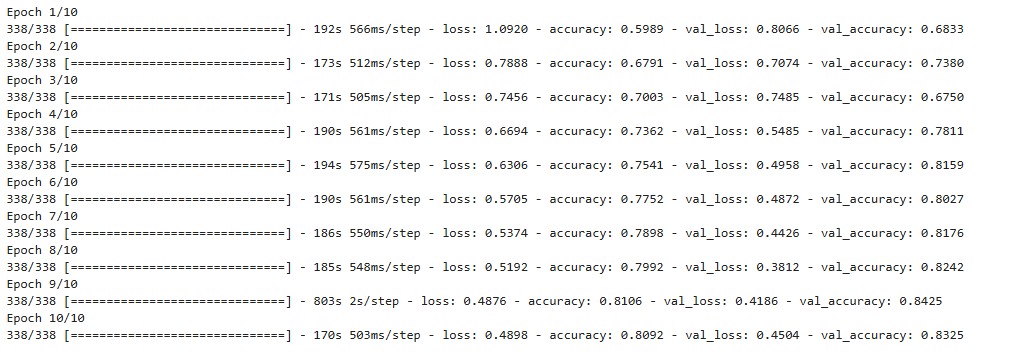 Epoch 1/10
338/338 [==============================] - 192s 566ms/step - loss: 1.0920 - accuracy: 0.5989 - val_loss: 0.8066 - val_accuracy: 0.6833
Epoch 2/10
338/338 [==============================] - 173s 512ms/step - loss: 0.7888 - accuracy: 0.6791 - val_loss: 0.7074 - val_accuracy: 0.7380
Epoch 3/10
338/338 [==============================] - 171s 505ms/step - loss: 0.7456 - accuracy: 0.7003 - val_loss: 0.7485 - val_accuracy: 0.6750
Epoch 4/10
338/338 [==============================] - 190s 561ms/step - loss: 0.6694 - accuracy: 0.7362 - val_loss: 0.5485 - val_accuracy: 0.7811
Epoch 5/10
338/338 [==============================] - 194s 575ms/step - loss: 0.6306 - accuracy: 0.7541 - val_loss: 0.4958 - val_accuracy: 0.8159
Epoch 6/10
338/338 [==============================] - 190s 561ms/step - loss: 0.5705 - accuracy: 0.7752 - val_loss: 0.4872 - val_accuracy: 0.8027
Epoch 7/10
338/338 [==============================] - 186s 550ms/step - loss: 0.5374 - accuracy: 0.7898 - val_loss: 0.4426 - val_accuracy: 0.8176
Epoch 8/10
338/338 [==============================] - 185s 548ms/step - loss: 0.5192 - accuracy: 0.7992 - val_loss: 0.3812 - val_accuracy: 0.8242
Epoch 9/10
338/338 [==============================] - 803s 2s/step - loss: 0.4876 - accuracy: 0.8106 - val_loss: 0.4186 - val_accuracy: 0.8425
Epoch 10/10
338/338 [==============================] - 170s 503ms/step - loss: 0.4898 - accuracy: 0.8092 - val_loss: 0.4504 - val_accuracy: 0.8325